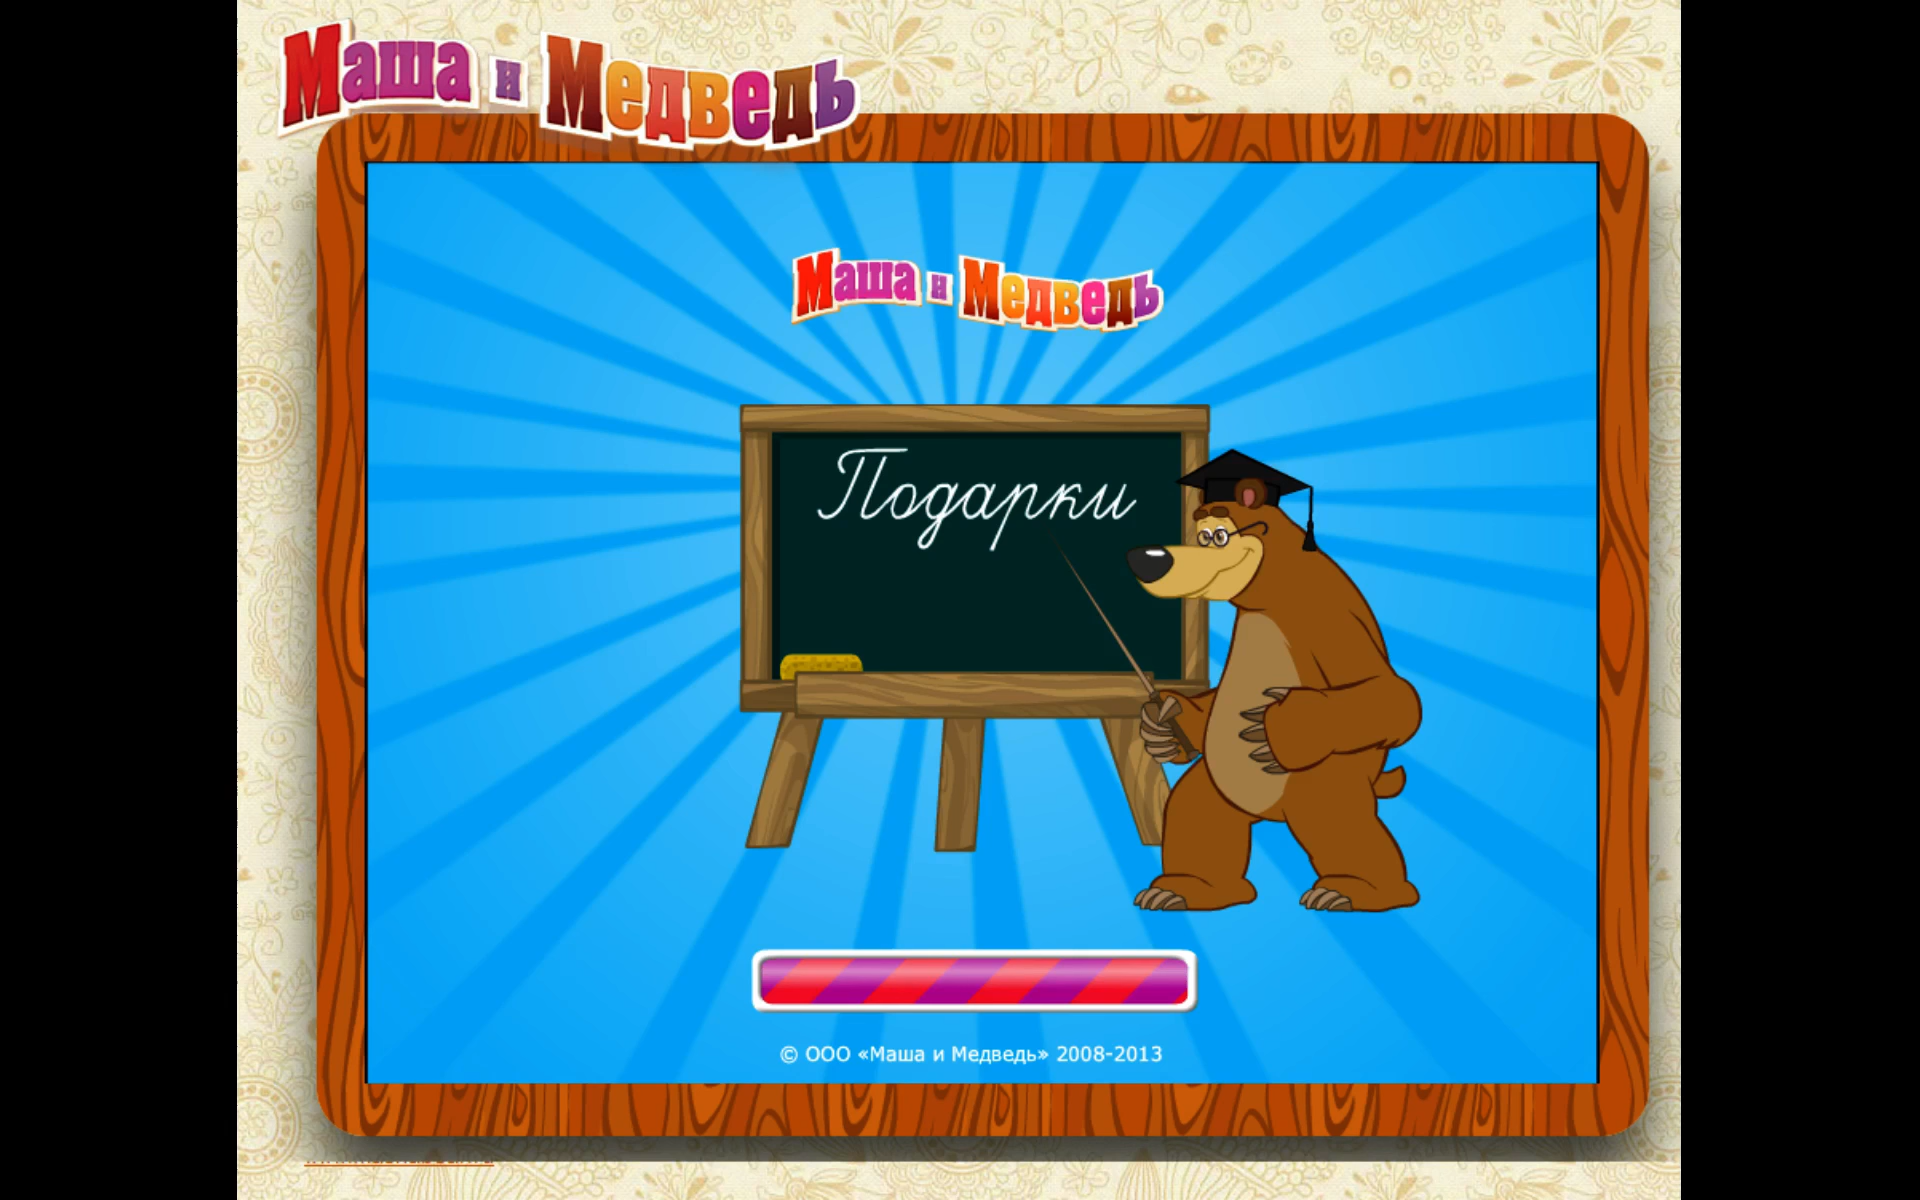 Маша и Медведь
Маша и Медведь
Подарки
© ООО «Маша и Медведь» 2008-2013